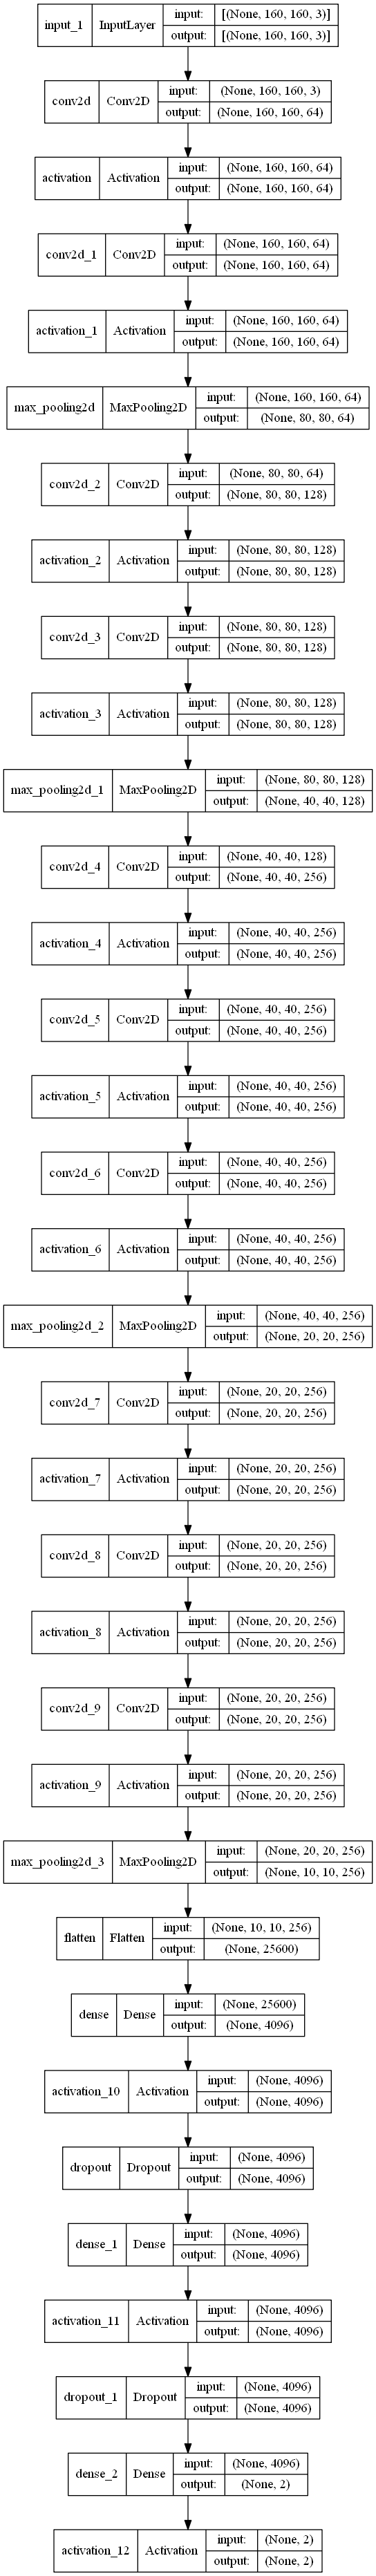 input_1 InputLayer input: [(None, 160, 160, 3)]
output: [(None, 160, 160, 3)]
conv2d Conv2D input: (None, 160, 160, 3)
output: (None, 160, 160, 64)
activation Activation input: (None, 160, 160, 64)
output: (None, 160, 160, 64)
conv2d_1 Conv2D input: (None, 160, 160, 64)
output: (None, 160, 160, 64)
activation_1 Activation input: (None, 160, 160, 64)
output: (None, 160, 160, 64)
max_pooling2d MaxPooling2D input: (None, 160, 160, 64)
output: (None, 80, 80, 64)
conv2d_2 Conv2D input: (None, 80, 80, 64)
output: (None, 80, 80, 128)
activation_2 Activation input: (None, 80, 80, 128)
output: (None, 80, 80, 128)
conv2d_3 Conv2D input: (None, 80, 80, 128)
output: (None, 80, 80, 128)
activation_3 Activation input: (None, 80, 80, 128)
output: (None, 80, 80, 128)
max_pooling2d_1 MaxPooling2D input: (None, 80, 80, 128)
output: (None, 40, 40, 128)
conv2d_4 Conv2D input: (None, 40, 40, 128)
output: (None, 40, 40, 256)
activation_4 Activation input: (None, 40, 40, 256)
output: (None, 40, 40, 256)
conv2d_5 Conv2D input: (None, 40, 40, 256)
output: (None, 40, 40, 256)
activation_5 Activation input: (None, 40, 40, 256)
output: (None, 40, 40, 256)
conv2d_6 Conv2D input: (None, 40, 40, 256)
output: (None, 40, 40, 256)
activation_6 Activation input: (None, 40, 40, 256)
output: (None, 40, 40, 256)
max_pooling2d_2 MaxPooling2D input: (None, 40, 40, 256)
output: (None, 20, 20, 256)
conv2d_7 Conv2D input: (None, 20, 20, 256)
output: (None, 20, 20, 256)
activation_7 Activation input: (None, 20, 20, 256)
output: (None, 20, 20, 256)
conv2d_8 Conv2D input: (None, 20, 20, 256)
output: (None, 20, 20, 256)
activation_8 Activation input: (None, 20, 20, 256)
output: (None, 20, 20, 256)
conv2d_9 Conv2D input: (None, 20, 20, 256)
output: (None, 20, 20, 256)
activation_9 Activation input: (None, 20, 20, 256)
output: (None, 20, 20, 256)
max_pooling2d_3 MaxPooling2D input: (None, 20, 20, 256)
output: (None, 10, 10, 256)
flatten Flatten input: (None, 10, 10, 256)
output: (None, 25600)
dense Dense input: (None, 25600)
output: (None, 4096)
activation_10 Activation input: (None, 4096)
output: (None, 4096)
dropout Dropout input: (None, 4096)
output: (None, 4096)
dense_1 Dense input: (None, 4096)
output: (None, 4096)
activation_11 Activation input: (None, 4096)
output: (None, 4096)
dropout_1 Dropout input: (None, 4096)
output: (None, 4096)
dense_2 Dense input: (None, 4096)
output: (None, 2)
activation_12 Activation input: (None, 2)
output: (None, 2)